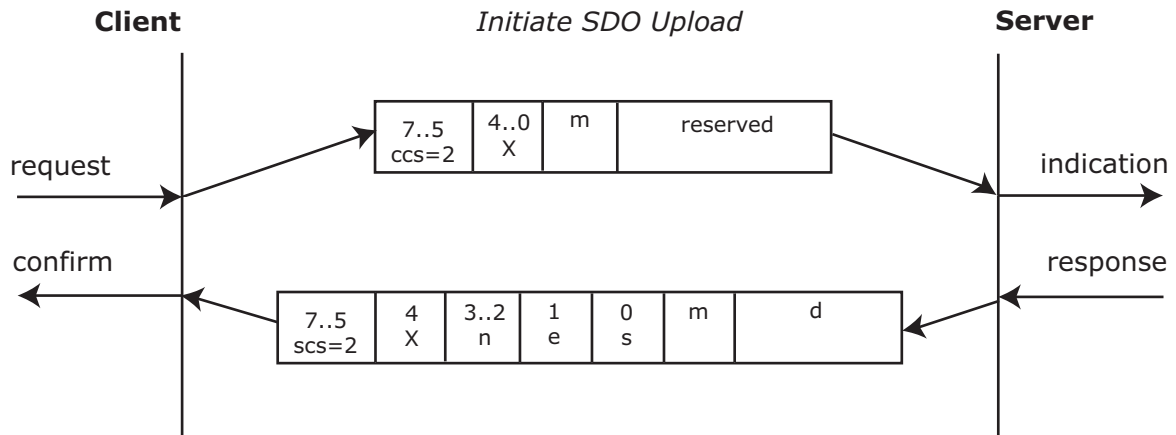 Client Initiate SDO Upload Server
7..5 4..0 m reserved
ccs=2 X
request indication
confirm response
7..5 4 3..2 1 0 m d
scs=2 X n e s